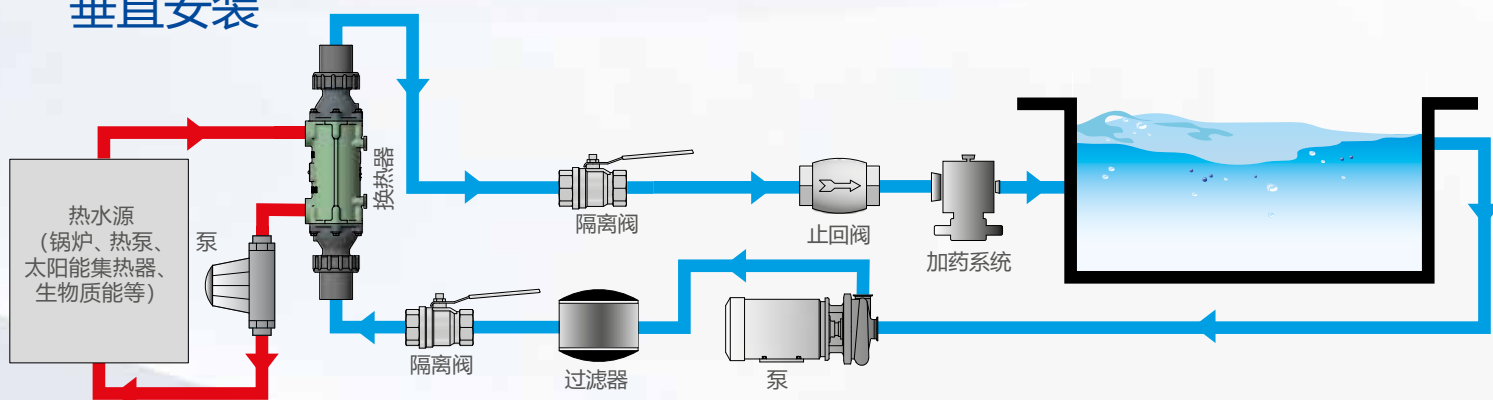 垂直安装
换热器
热水源
（锅炉、热泵、
太阳能集热器、
生物质能等）
泵
隔离阀
止回阀
加药系统
隔离阀
过滤器
泵